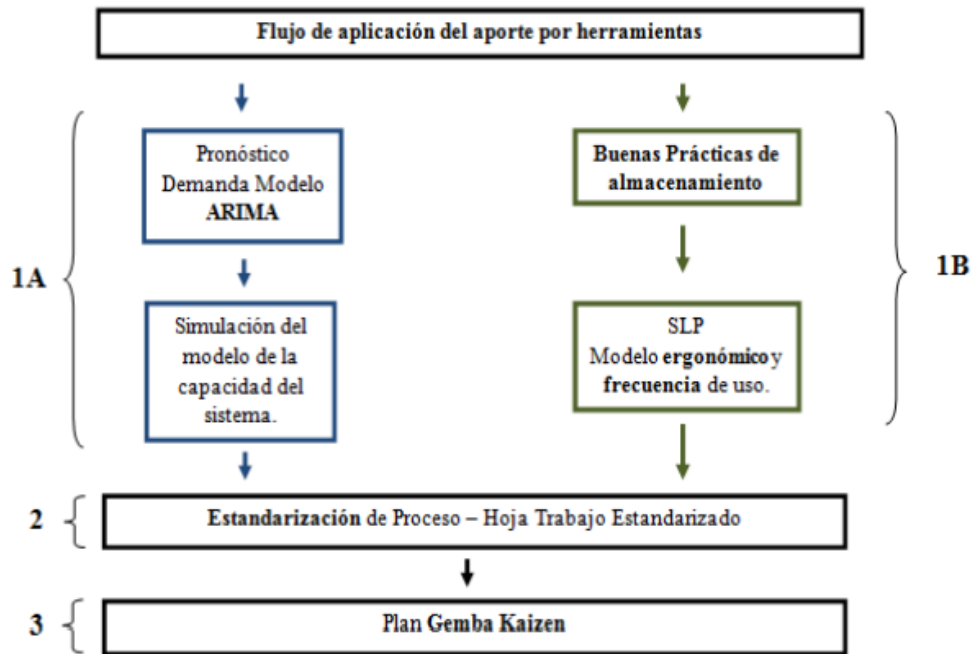 Flujo de aplicación del aporte por herramientas
1A
Pronóstico
Demanda Modelo
ARIMA
Simulación del
modelo de la
capacidad del
sistema.
Buenas Prácticas de
almacenamiento
SLP
Modelo ergonómico y
frecuencia de uso.
1B
2
Estandarización de Proceso – Hoja Trabajo Estandarizado
3
Plan Gemba Kaizen